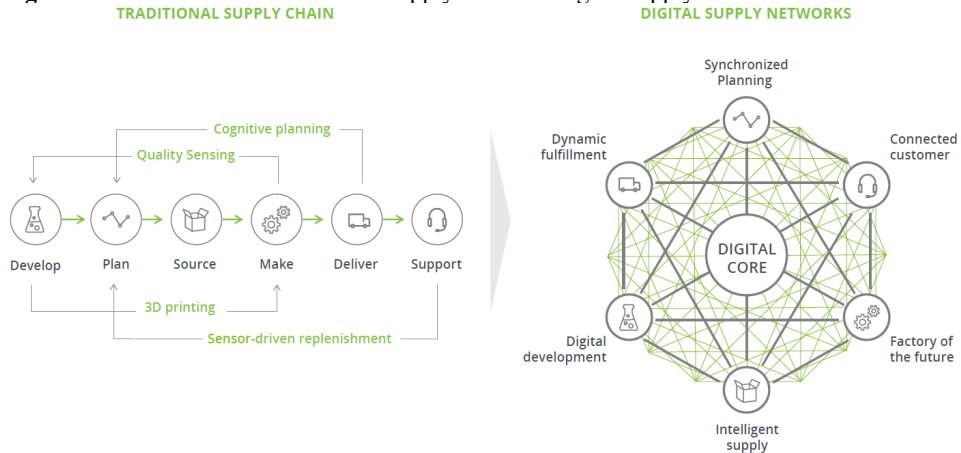 TRADITIONAL SUPPLY CHAIN
Cognitive planning
Quality Sensing
Develop
Plan
Source
Make
Deliver
Support
3D printing
Sensor-driven replenishment
DIGITAL SUPPLY NETWORKS
Synchronized
Planning
Dynamic
fulfillment
Connected
customer
DIGITAL
CORE
Digital
development
Factory of
the future
Intelligent
supply